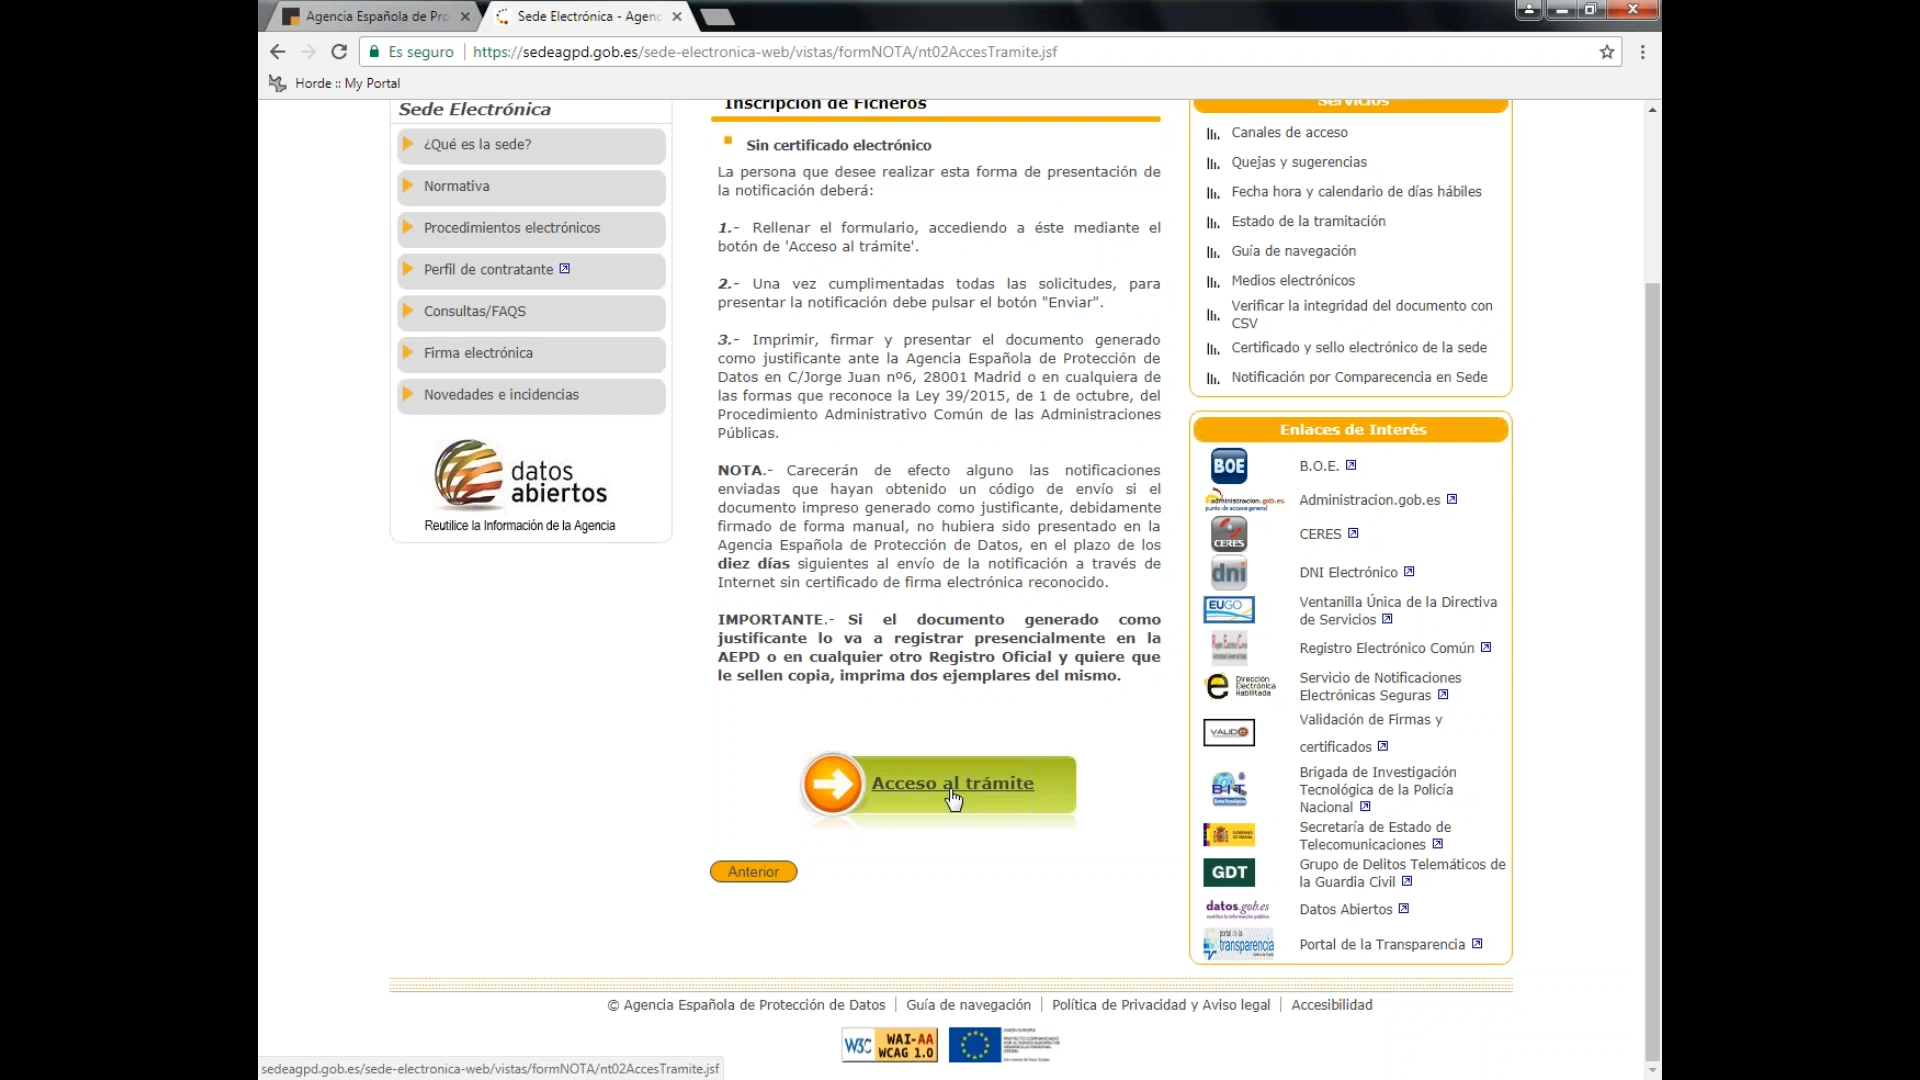 Agencia Española de Pro
Sede Electrónica - Agenc
Es seguro
https://sedeagpd.gob.es/sede-electronica-web/vistas/formNOTA/nt02AccesTramite.jsf
Horde :: My Portal
Sede Electrónica
¿Qué es la sede?
Normativa
Procedimientos electrónicos
Perfil de contratante
Consultas/FAQS
Firma electrónica
Novedades e incidencias
datos
abiertos
Reutilice la Información de la Agencia
Inscripción de Ficheros
Sin certificado electrónico
La persona que desee realizar esta forma de presentación de
la notificación deberá:
1.- Rellenar el formulario, accediendo a éste mediante el
botón de 'Acceso al trámite'.
2.- Una vez cumplimentadas todas las solicitudes, para
presentar la notificación debe pulsar el botón "Enviar".
3.- Imprimir, firmar y presentar el documento generado
como justificante ante la Agencia Española de Protección de
Datos en C/Jorge Juan nº6, 28001 Madrid o en cualquiera de
las formas que reconoce la Ley 39/2015, de 1 de octubre, del
Procedimiento Administrativo Común de las Administraciones
Públicas.
NOTA.- Carecerán de efecto alguno las notificaciones
enviadas que hayan obtenido un código de envío si el
documento impreso generado como justificante, debidamente
firmado de forma manual, no hubiera sido presentado en la
Agencia Española de Protección de Datos, en el plazo de los
diez días siguientes al envío de la notificación a través de
Internet sin certificado de firma electrónica reconocido.
IMPORTANTE.- Si el documento generado como
justificante lo va a registrar presencialmente en la
AEPD o en cualquier otro Registro Oficial y quiere que
le sellen copia, imprima dos ejemplares del mismo.
Acceso al trámite
Anterior
Servicios
Canales de acceso
Quejas y sugerencias
Fecha hora y calendario de días hábiles
Estado de la tramitación
Guía de navegación
Medios electrónicos
Verificar la integridad del documento con
CSV
Certificado y sello electrónico de la sede
Notificación por Comparecencia en Sede
Enlaces de Interés
BOE
B.O.E.
administracion.gob.es
punto de acceso general
Administracion.gob.es
CERES
CERES
dni
DNI Electrónico
EUGO
Ventanilla Única de la Directiva
de Servicios
Registro Electrónico Común
Dirección
Electrónica
Habilitada
Servicio de Notificaciones
Electrónicas Seguras
VALIDe
Validación de Firmas y
certificados
B.I.T.
Brigada de Investigación
Tecnológica de la Policía
Nacional
Secretaría de Estado de
Telecomunicaciones
GDT
Grupo de Delitos Telemáticos de
la Guardia Civil
datos.gob.es
Datos Abiertos
portal de la
transparencia
Portal de la Transparencia
© Agencia Española de Protección de Datos | Guía de navegación | Política de Privacidad y Aviso legal | Accesibilidad
W3C WAI-AA
WCAG 1.0
sedeagpd.gob.es/sede-electronica-web/vistas/formNOTA/nt02AccesTramite.jsf